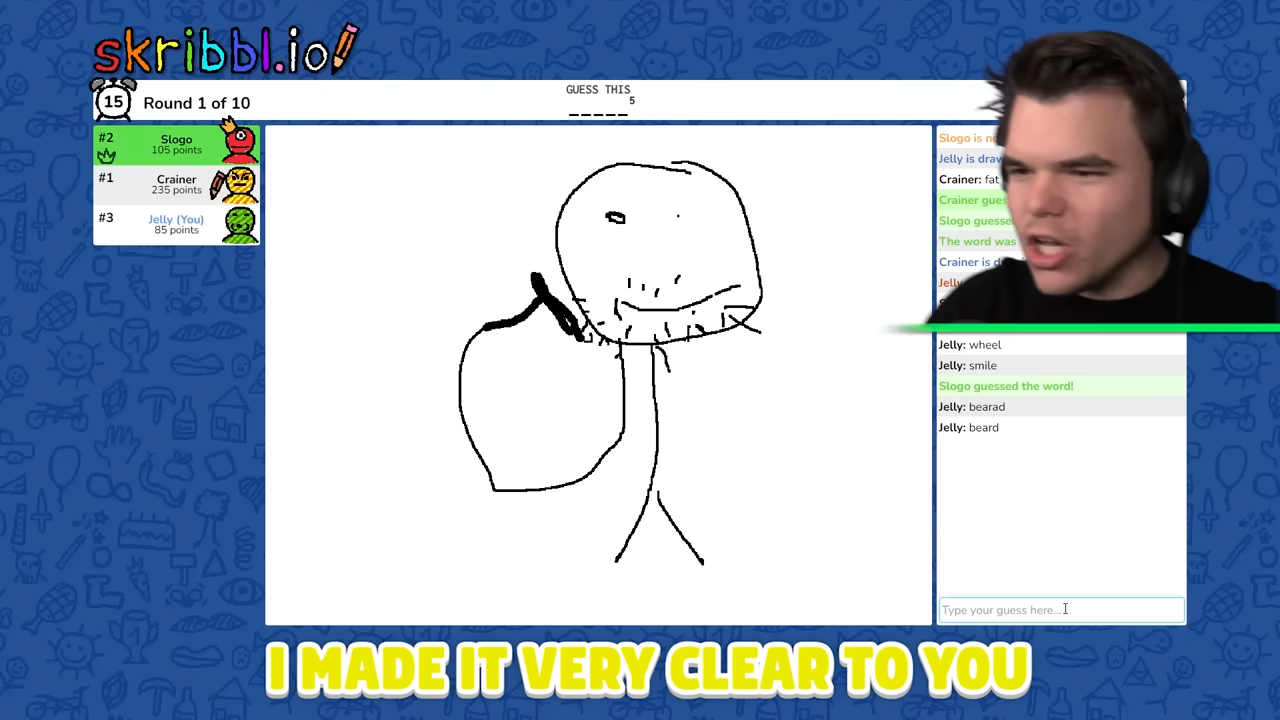 skribbl.io
15
Round 1 of 10
GUESS THIS
5
_____
#2
Slogo
105 points
#1
Crainer
235 points
#3
Jelly (You)
85 points
Slogo is
Jelly is
Crainer: fat
Crainer
Slogo
The word was
Crainer is
Jelly
Jelly: wheel
Jelly: smile
Slogo guessed the word!
Jelly: bearad
Jelly: beard
Type your guess here...
I MADE IT VERY CLEAR TO YOU